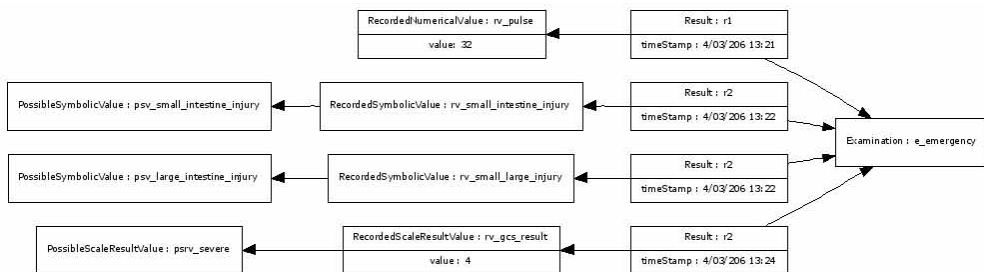 RecordedNumericalValue : rv_pulse
value: 32
Result : r1
timeStamp : 4/03/206 13:21
PossibleSymbolicValue : psv_small_intestine_injury
RecordedSymbolicValue : rv_small_intestine_injury
Result : r2
timeStamp : 4/03/206 13:22
Examination : e_emergency
PossibleSymbolicValue : psv_large_intestine_injury
RecordedSymbolicValue : rv_small_large_injury
Result : r2
timeStamp : 4/03/206 13:22
PossibleScaleResultValue : psrv_severe
RecordedScaleResultValue : rv_gcs_result
value : 4
Result : r2
timeStamp : 4/03/206 13:24